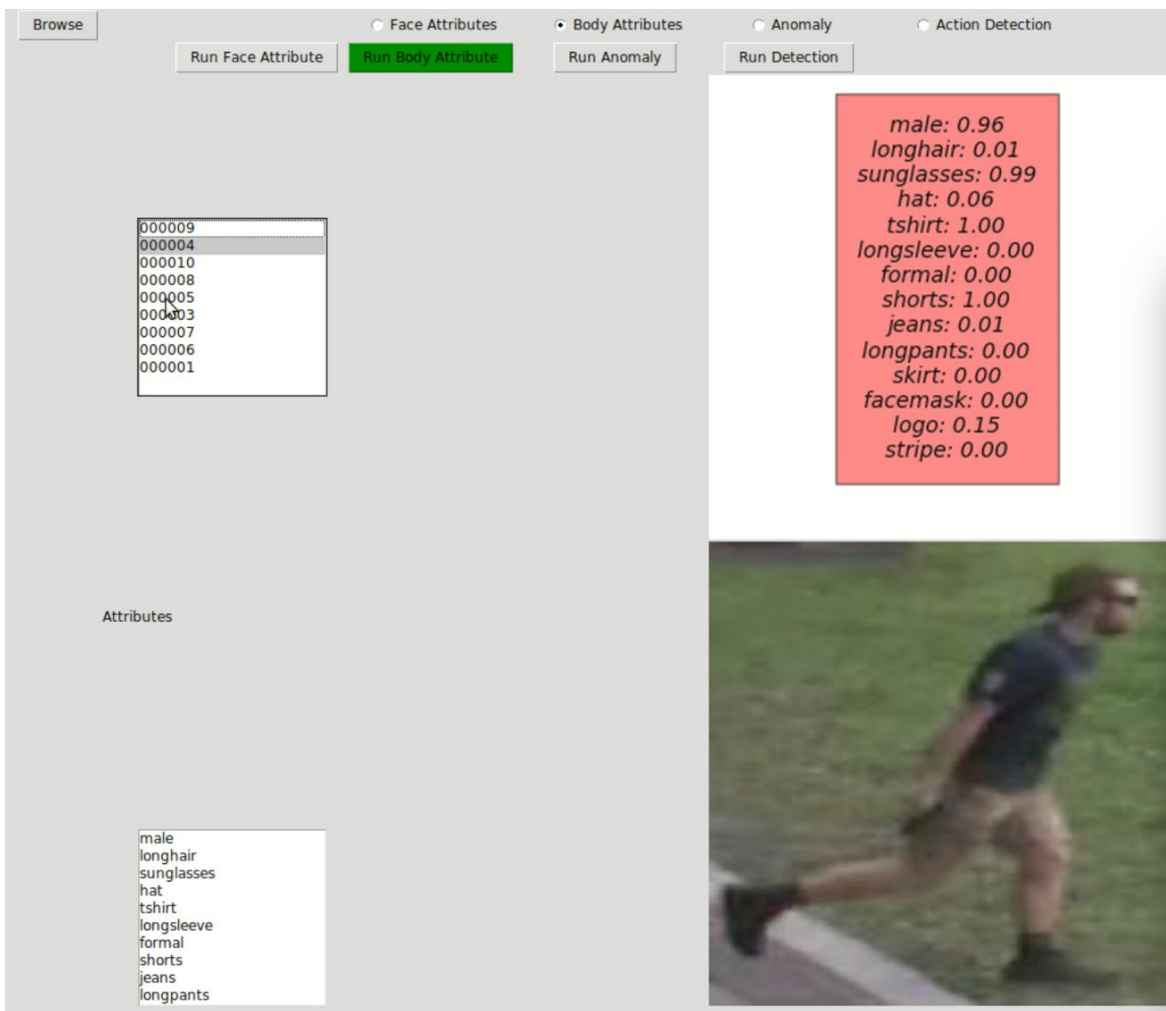 Browse
Face Attributes
Body Attributes
Anomaly
Action Detection
Run Face Attribute
Run Body Attribute
Run Anomaly
Run Detection
000009
000004
000010
000008
000005
000003
000007
000006
000001
male: 0.96
longhair: 0.01
sunglasses: 0.99
hat: 0.06
tshirt: 1.00
longsleeve: 0.00
formal: 0.00
shorts: 1.00
jeans: 0.01
longpants: 0.00
skirt: 0.00
facemask: 0.00
logo: 0.15
stripe: 0.00
Attributes
male
longhair
sunglasses
hat
tshirt
longsleeve
formal
shorts
jeans
longpants